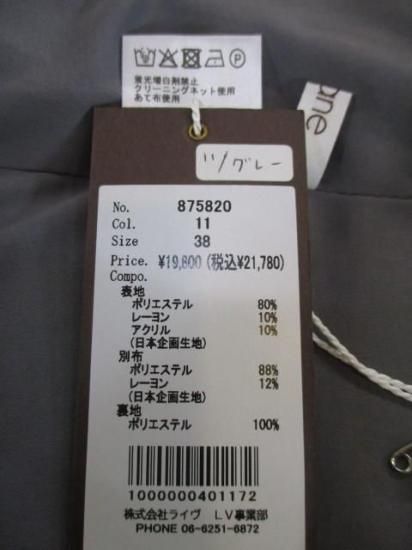 蛍光増白剤禁止
クリーニングネット使用
あて布使用
ane
11/グレー
No. 875820
Col. 11
Size 38
Price. ¥19,800(税込¥21,780)
Compo.
表地
ポリエステル 80%
レーヨン 10%
アクリル 10%
(日本企画生地)
別布
ポリエステル 88%
レーヨン 12%
(日本企画生地)
裏地
ポリエステル 100%
1000000401172
株式会社ライヴ LV事業部
PHONE 06-6251-6872